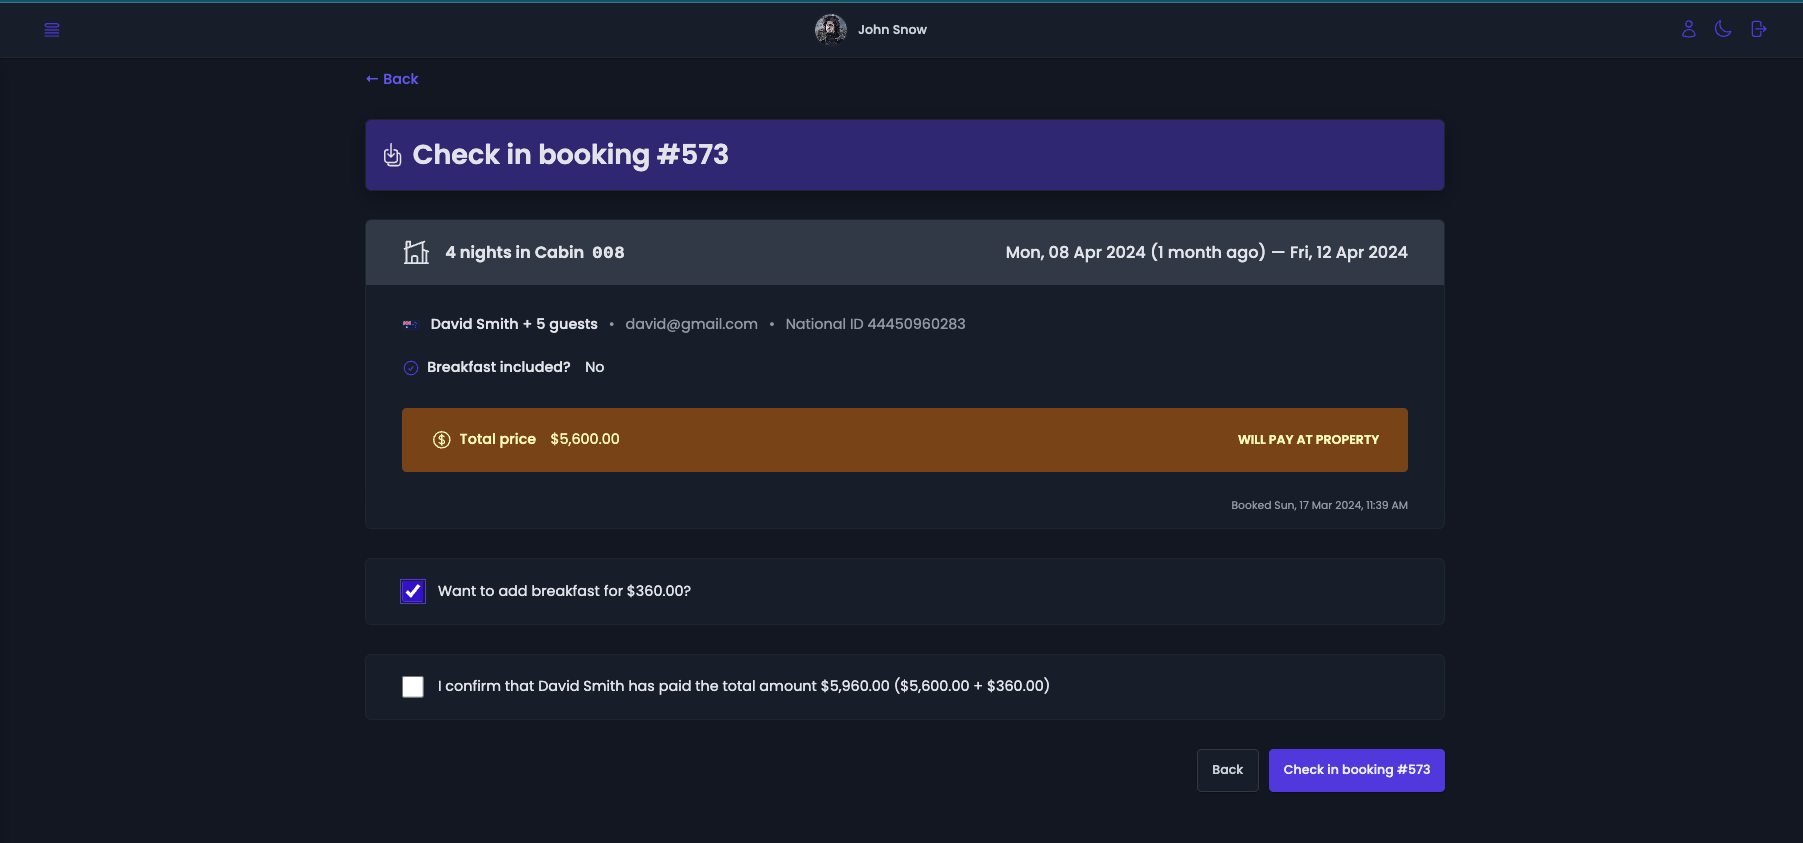 John Snow
← Back
Check in booking #573
4 nights in Cabin 008
Mon, 08 Apr 2024 (1 month ago) — Fri, 12 Apr 2024
David Smith + 5 guests • david@gmail.com • National ID 44450960283
Breakfast included? No
Total price $5,600.00
WILL PAY AT PROPERTY
Booked Sun, 17 Mar 2024, 11:39 AM
Want to add breakfast for $360.00?
I confirm that David Smith has paid the total amount $5,960.00 ($5,600.00 + $360.00)
Back
Check in booking #573